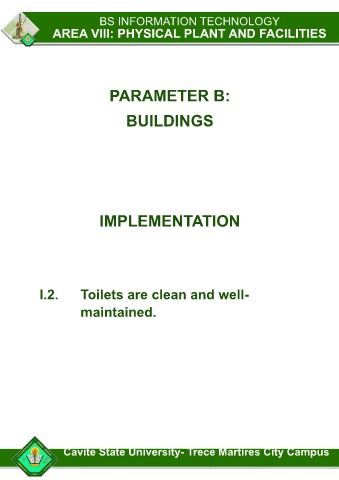 BS INFORMATION TECHNOLOGY
AREA VIII: PHYSICAL PLANT AND FACILITIES
PARAMETER B:
BUILDINGS
IMPLEMENTATION
I.2. Toilets are clean and well-
maintained.
Cavite State University- Trece Martires City Campus